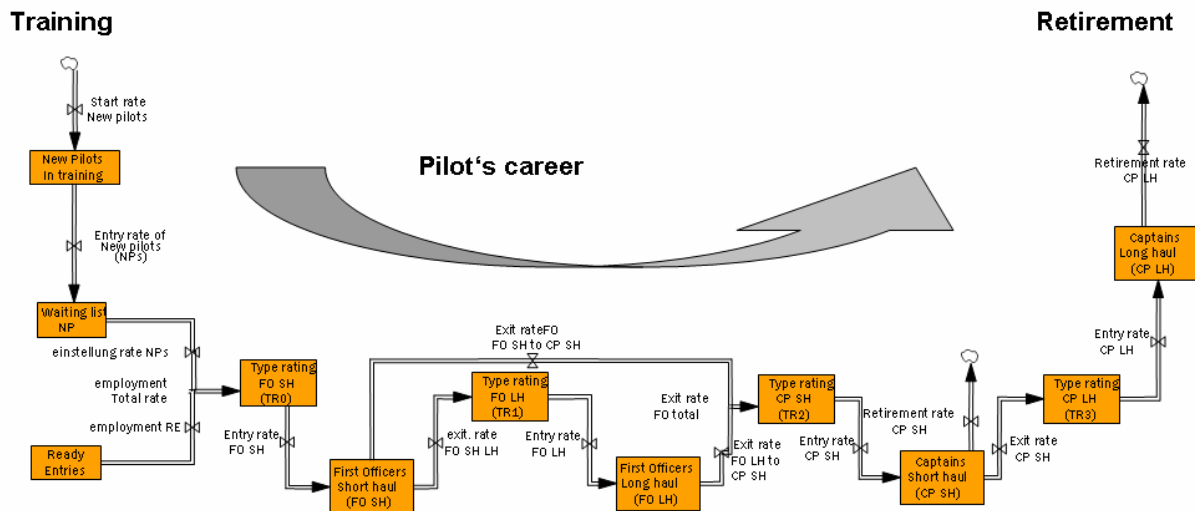 Training
Retirement
Start rate
New pilots
New Pilots
In training
Pilot's career
Retirement rate
CP LH
Entry rate of
New pilots
(NPs)
Captains
Long haul
(CP LH)
Waiting list
NP
einstellung rate NPs
employment
Total rate
employment RE
Ready
Entries
Type rating
FO SH
(TR0)
Entry rate
FO SH
First Officers
Short haul
(FO SH)
Exit rateFO
FO SH to CP SH
Type rating
FO LH
(TR1)
exit. rate
FO SH LH
Entry rate
FO LH
First Officers
Long haul
(FO LH)
Exit rate
FO total
Exit rate
FO LH to
CP SH
Type rating
CP SH
(TR2)
Entry rate
CP SH
Retirement rate
CP SH
Captains
Short haul
(CP SH)
Exit rate
CP SH
Type rating
CP LH
(TR3)
Entry rate
CP LH